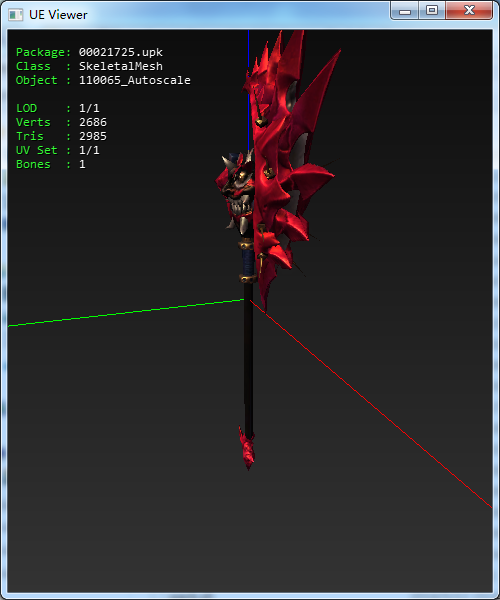 UE Viewer
Package: 00021725.upk
Class : SkeletalMesh
Object : 110065_Autoscale
LOD : 1/1
Verts : 2686
Tris : 2985
UV Set : 1/1
Bones : 1